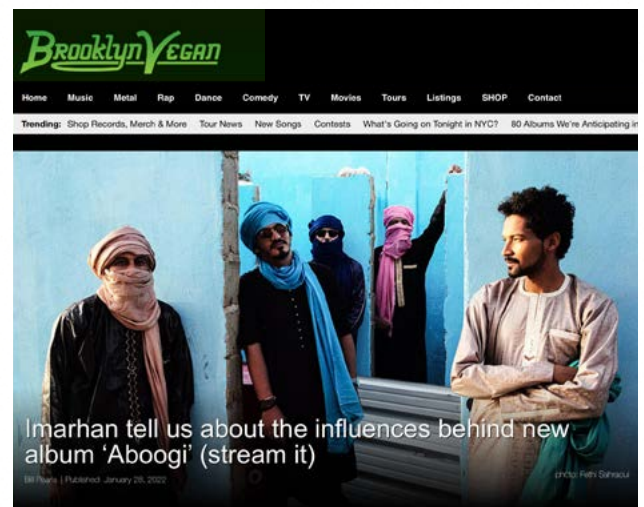 BROOKLYNVEGAN
Home Music Metal Rap Dance Comedy TV Movies Tours Listings SHOP Contact
Trending: Shop Records, Merch & More Tour News New Songs Contests What's Going on Tonight in NYC? 80 Albums We're Anticipating in
Imarhan tell us about the influences behind new
album ‘Aboogi’ (stream it)
Bill Pearis | Published: January 28, 2022
photo: Fethi Sahraoui